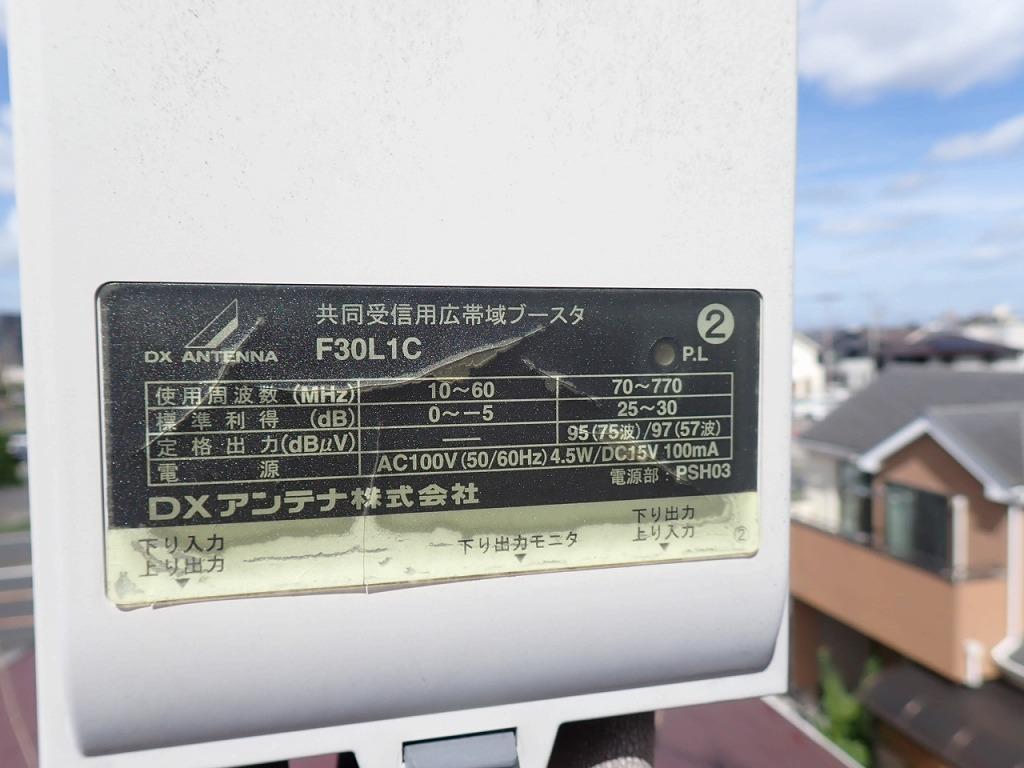 共同受信用広帯域ブースタ
②
DX ANTENNA
F30L1C
P.L
使用周波数 (MHz) 10～60 70～770
標準利得 (dB) 0～－5 25～30
定格出力(dBμV) ― 95(75波)/97(57波)
電源 AC100V(50/60Hz) 4.5W/DC15V 100mA
電源部：PSH03
DXアンテナ株式会社
下り入力
上り出力
下り出力モニタ
下り出力
上り入力
②